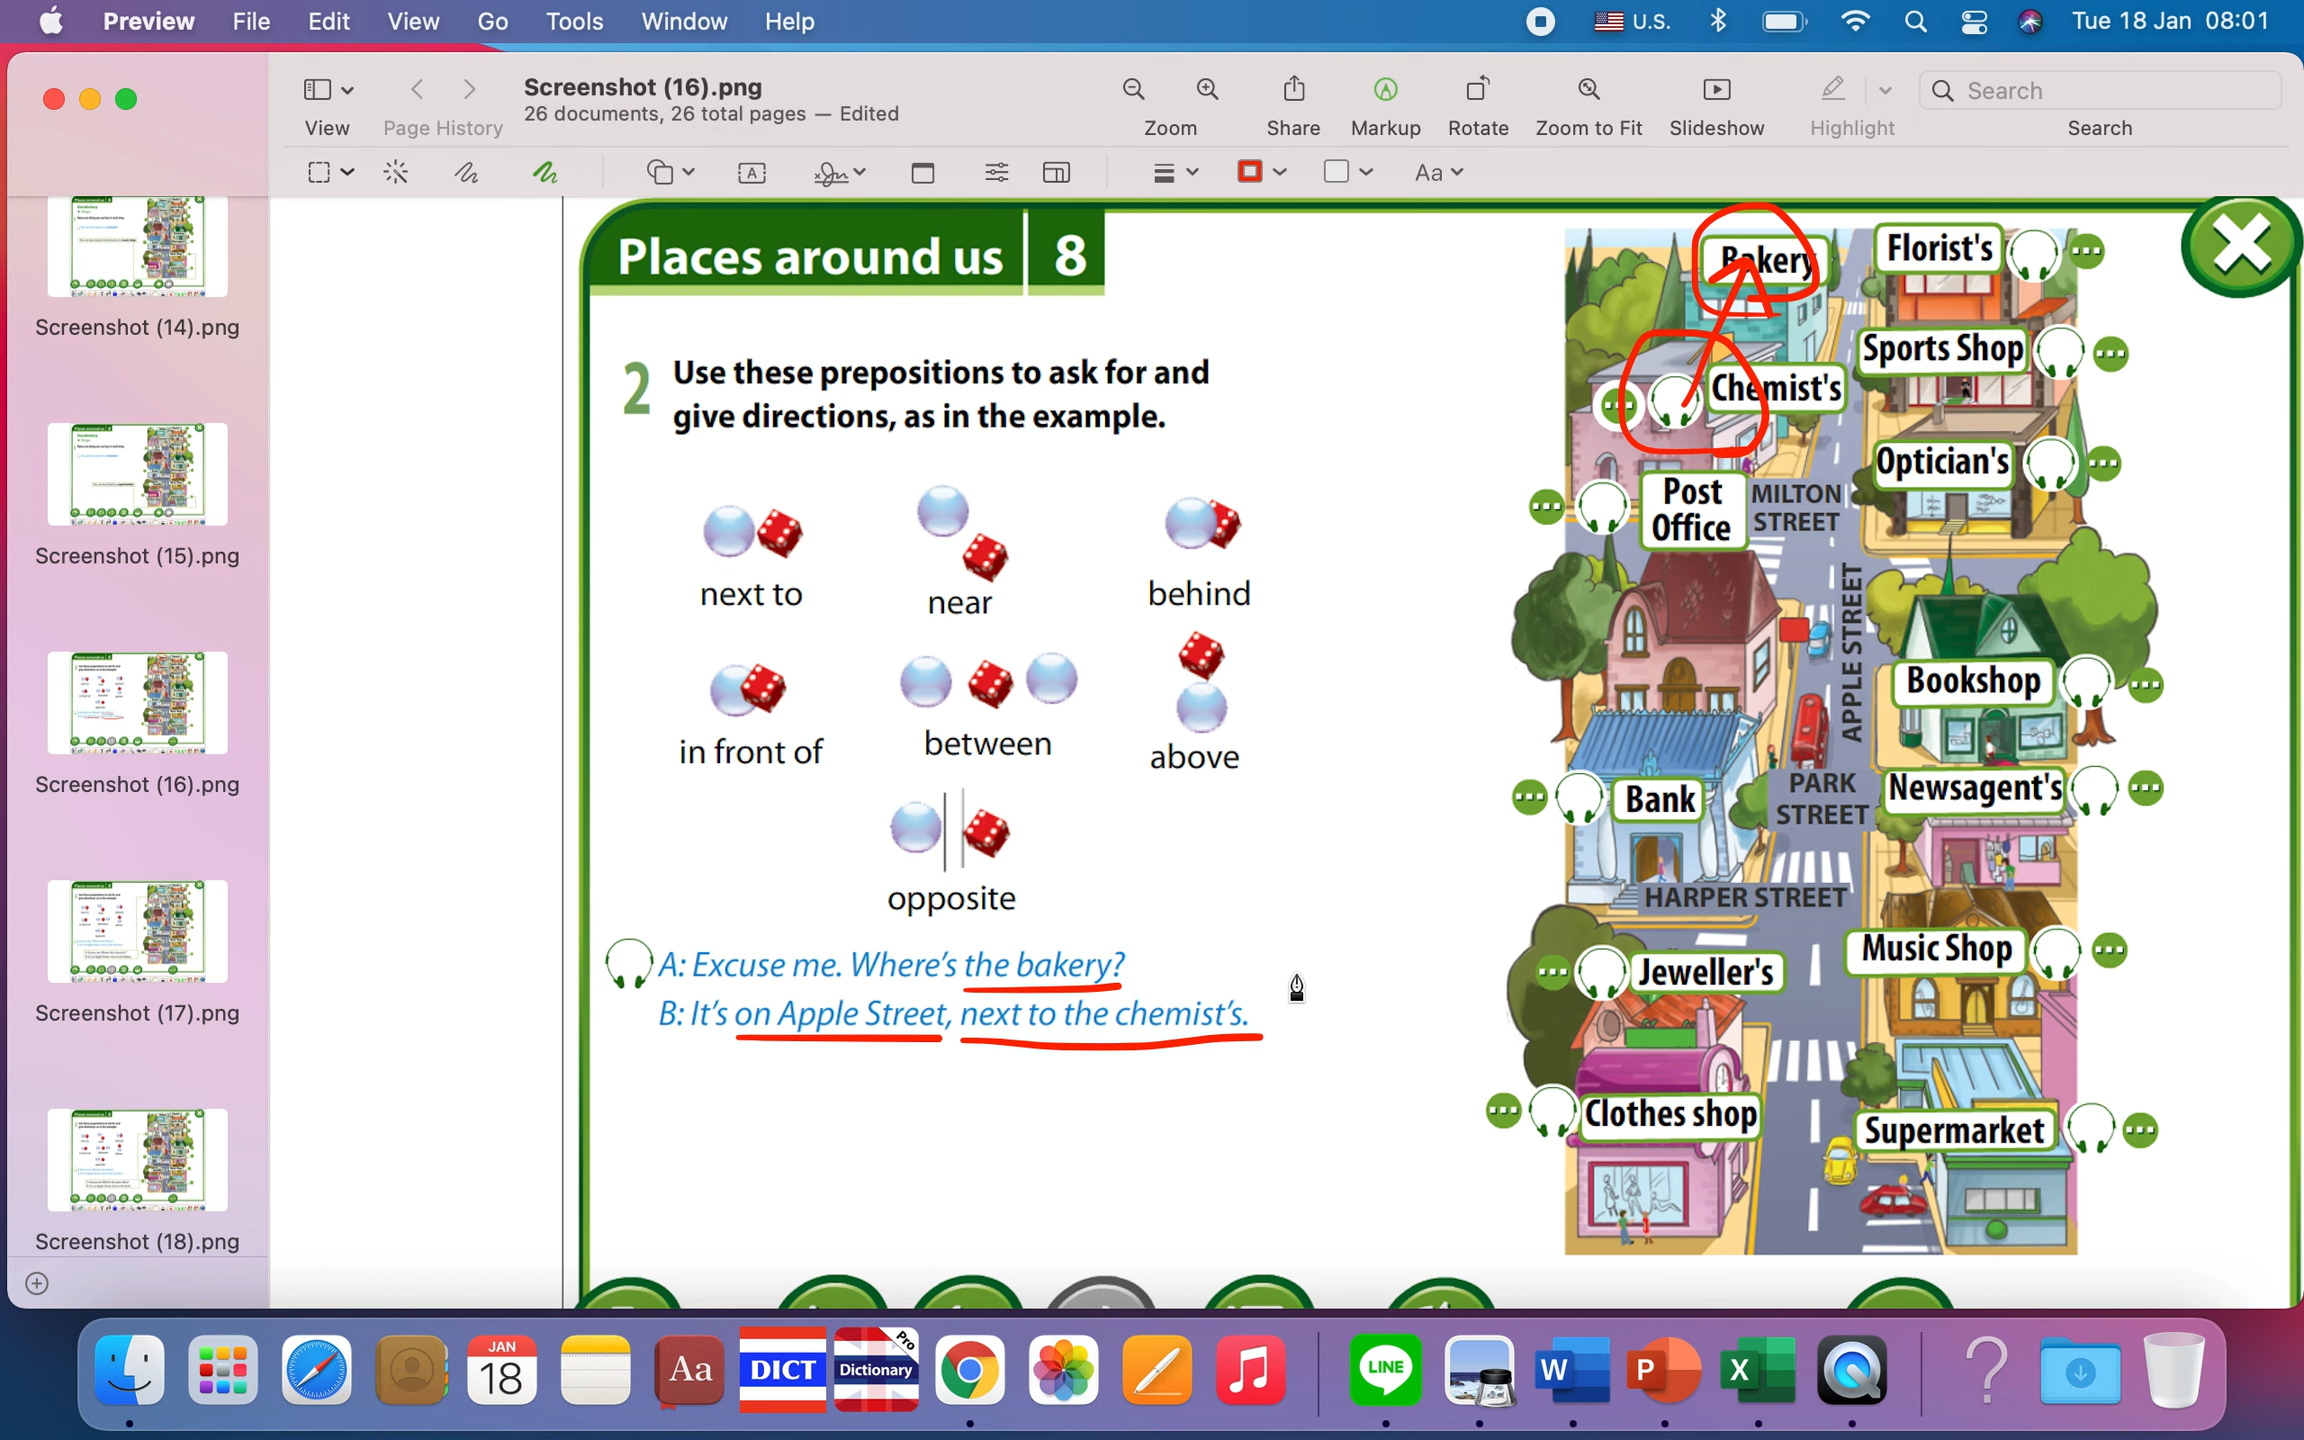 Preview File Edit View Go Tools Window Help U.S. Tue 18 Jan 08:01
Screenshot (16).png
26 documents, 26 total pages — Edited
View Page History Zoom Share Markup Rotate Zoom to Fit Slideshow Highlight Search
Search
A
Aa
Screenshot (14).png
Screenshot (15).png
Screenshot (16).png
Screenshot (17).png
Screenshot (18).png
Places around us 8
2 Use these prepositions to ask for and
give directions, as in the example.
next to
near
behind
in front of
between
above
opposite
A: Excuse me. Where's the bakery?
B: It's on Apple Street, next to the chemist's.
Bakery
Florist's
Sports Shop
Chemist's
Optician's
Post
Office
MILTON
STREET
APPLE STREET
Bookshop
Bank
PARK
STREET
Newsagent's
HARPER STREET
Music Shop
Jeweller's
Clothes shop
Supermarket
JAN
18
Aa
DICT
Pro
Dictionary
LINE
W
P
X
?